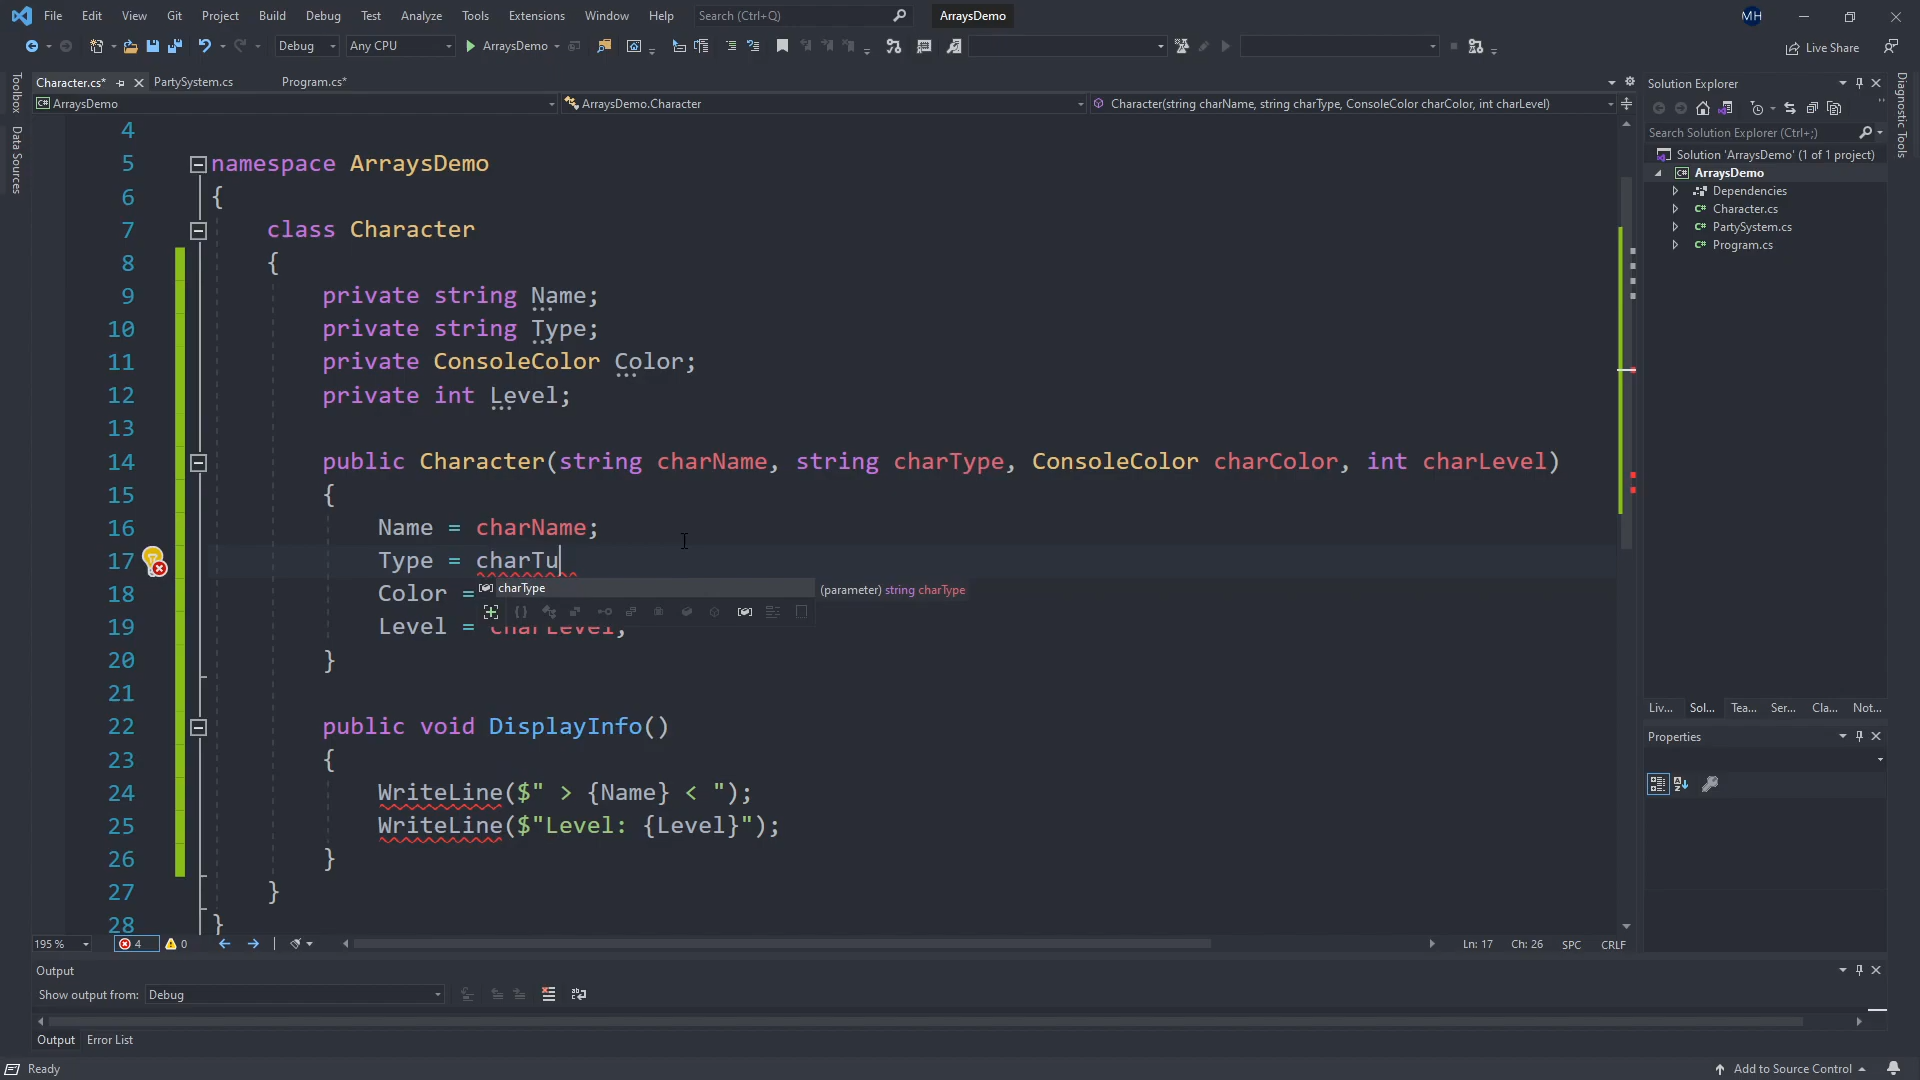 File Edit View Git Project Build Debug Test Analyze Tools Extensions Window Help Search (Ctrl+Q) ArraysDemo MH
Debug Any CPU ArraysDemo Live Share
Toolbox
Data Sources
Character.cs* PartySystem.cs Program.cs*
C# ArraysDemo ArraysDemo.Character Character(string charName, string charType, ConsoleColor charColor, int charLevel)
4
5 namespace ArraysDemo
6 {
7 class Character
8 {
9 private string Name;
10 private string Type;
11 private ConsoleColor Color;
12 private int Level;
13
14 public Character(string charName, string charType, ConsoleColor charColor, int charLevel)
15 {
16 Name = charName;
17 Type = charTu
charType
(parameter) string charType
18 Color =
19 Level = charLevel;
20 }
21
22 public void DisplayInfo()
23 {
24 WriteLine($" > {Name} < ");
25 WriteLine($"Level: {Level}");
26 }
27 }
28 }
195 % 4 0 Ln: 17 Ch: 26 SPC CRLF
Solution Explorer
Search Solution Explorer (Ctrl+;)
Solution 'ArraysDemo' (1 of 1 project)
C# ArraysDemo
Dependencies
C# Character.cs
C# PartySystem.cs
C# Program.cs
Liv... Sol... Tea... Ser... Cla... Not...
Properties
Diagnostic Tools
Output
Show output from: Debug
Output Error List
Ready Add to Source Control